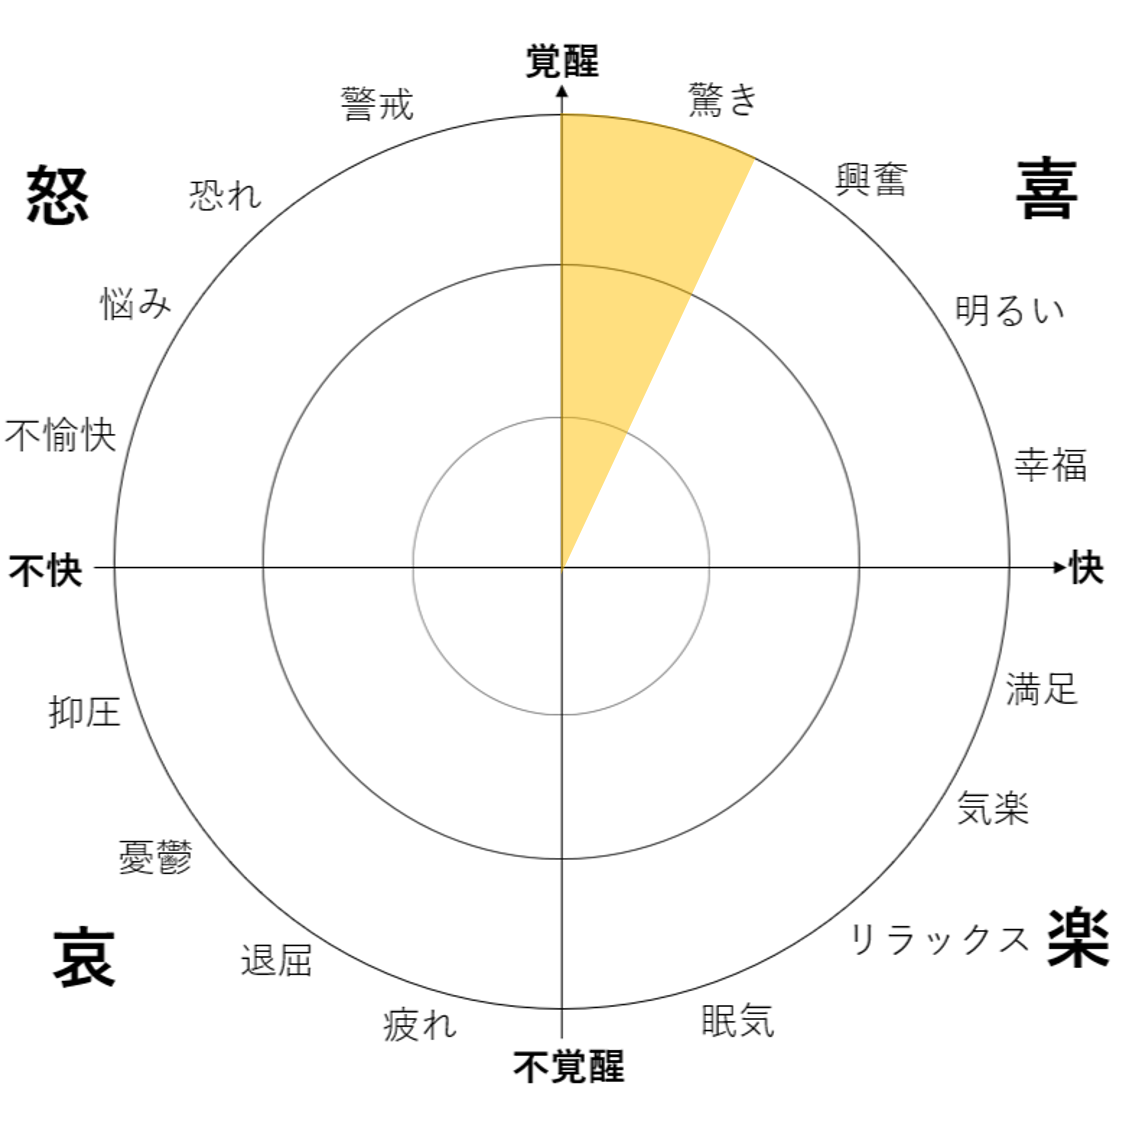 覚醒
警戒
驚き
怒
恐れ
興奮
喜
悩み
明るい
不愉快
幸福
不快
快
抑圧
満足
憂鬱
気楽
哀
退屈
リラックス
楽
疲れ
眠気
不覚醒